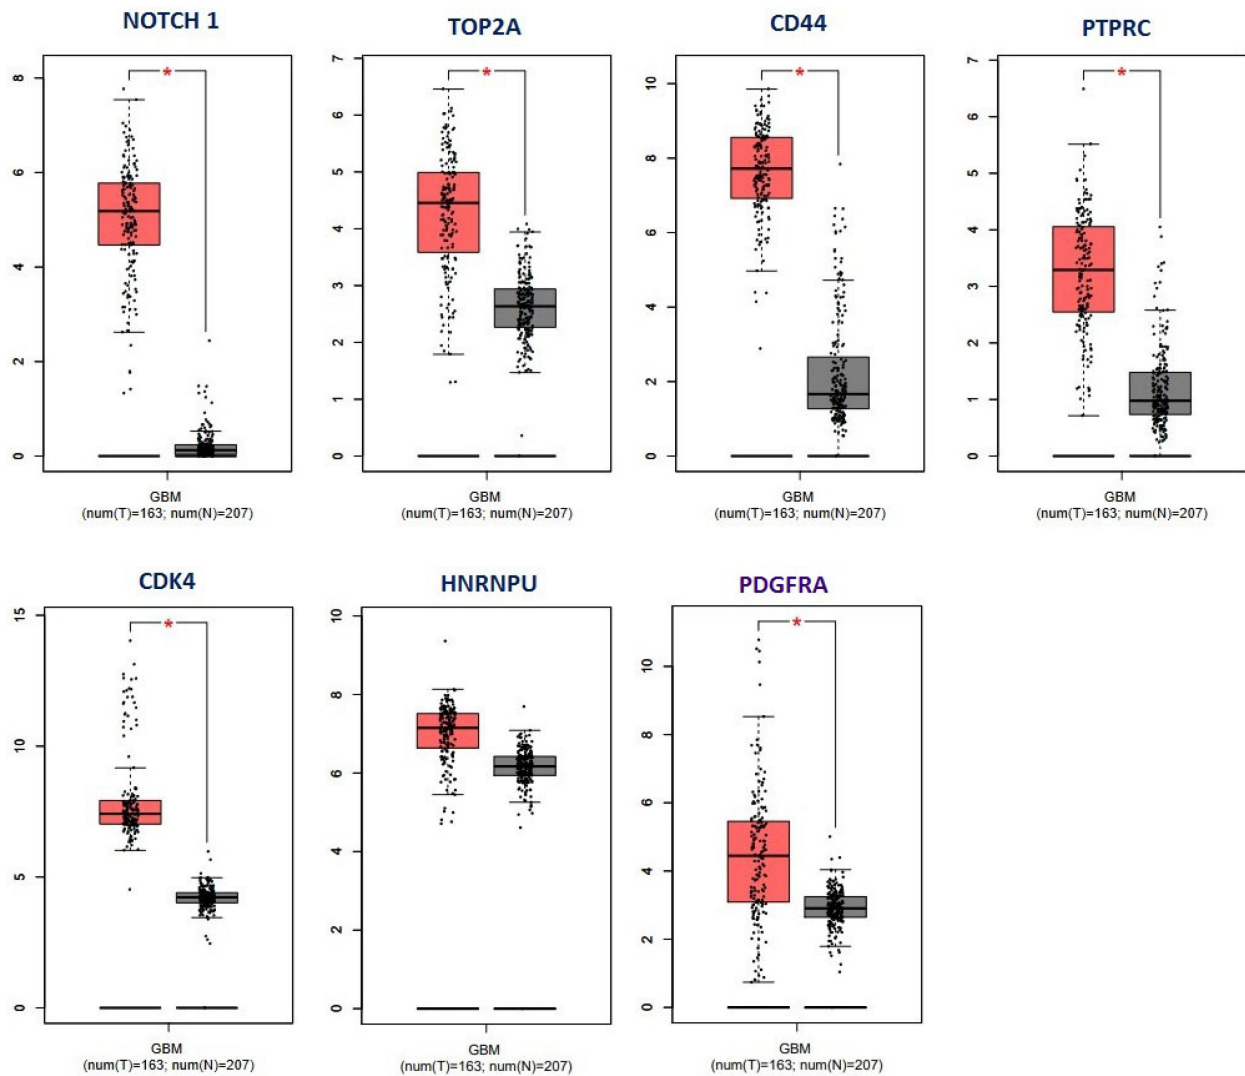 NOTCH 1
TOP2A
CD44
PTPRC
8
6
4
2
0
*
GBM
(num(T)=163; num(N)=207)
7
6
5
4
3
2
1
0
*
GBM
(num(T)=163; num(N)=207)
10
8
6
4
2
0
*
GBM
(num(T)=163; num(N)=207)
7
6
5
4
3
2
1
0
*
GBM
(num(T)=163; num(N)=207)
CDK4
HNRNPU
PDGFRA
15
10
5
0
*
GBM
(num(T)=163; num(N)=207)
10
8
6
4
2
0
GBM
(num(T)=163; num(N)=207)
10
8
6
4
2
0
*
GBM
(num(T)=163; num(N)=207)